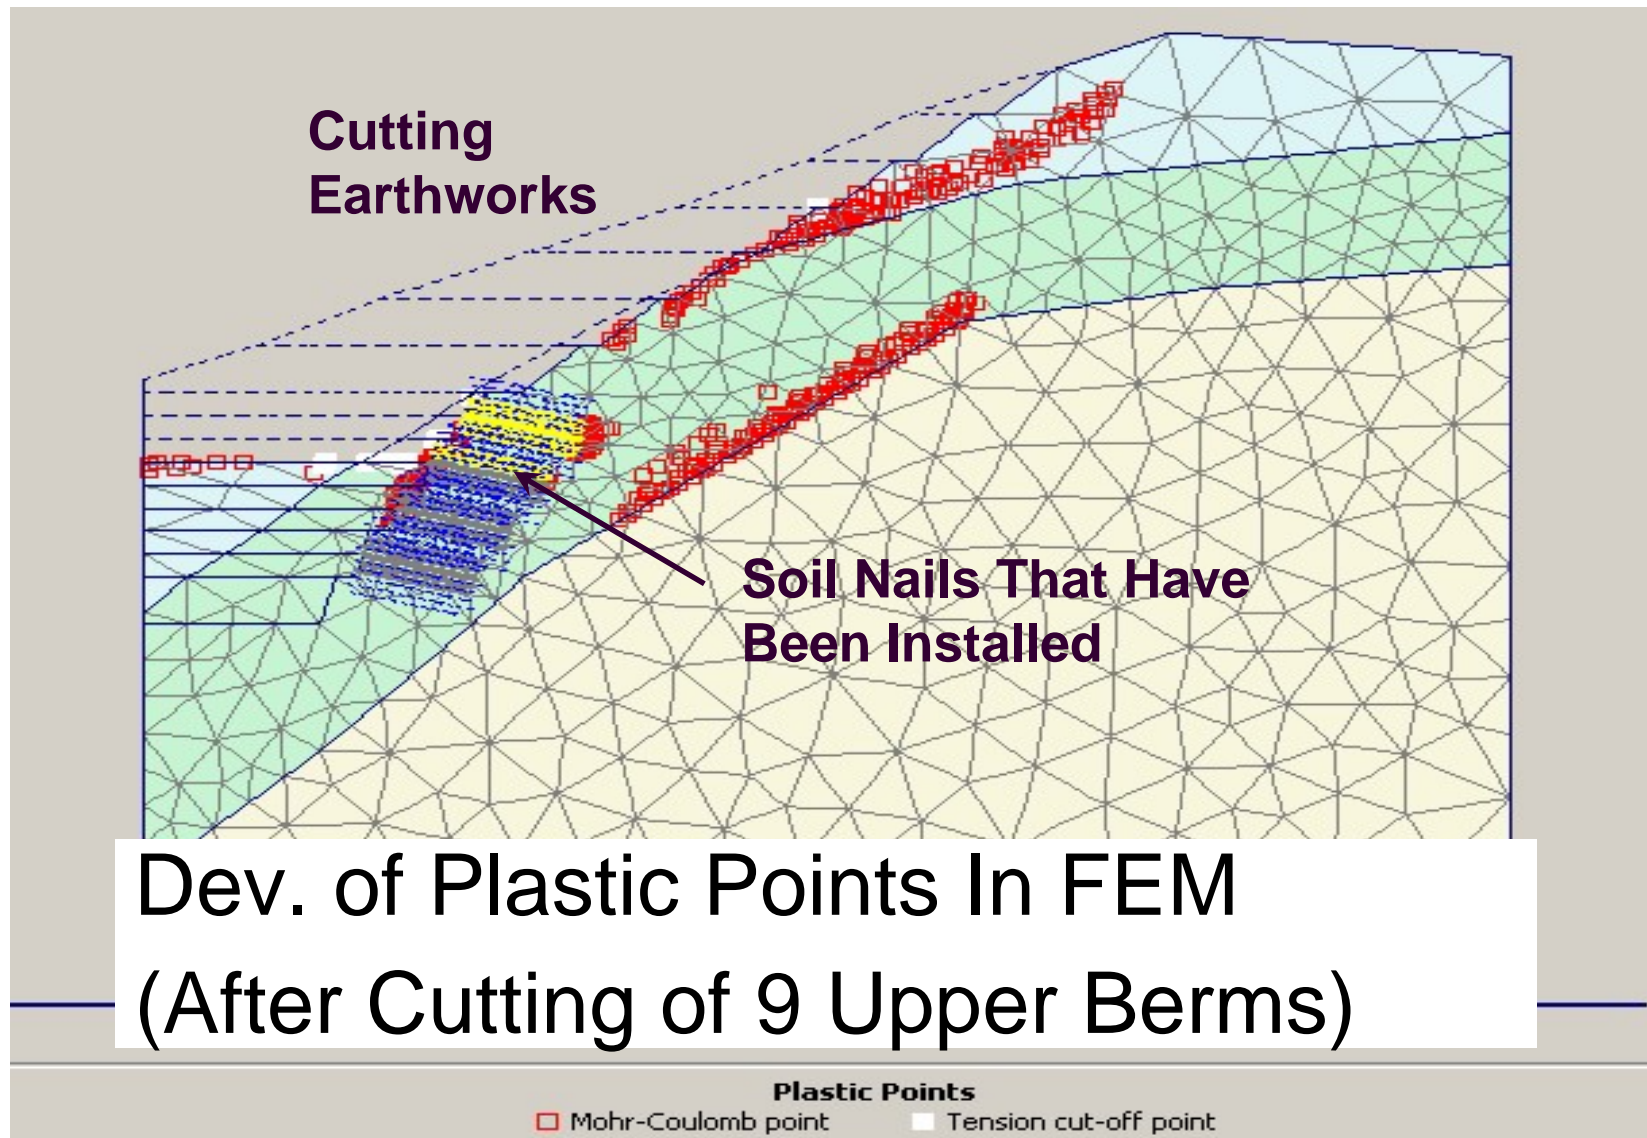 Cutting
Earthworks
Soil Nails That Have
Been Installed
Dev. of Plastic Points In FEM
(After Cutting of 9 Upper Berms)
Plastic Points
Mohr-Coulomb point Tension cut-off point